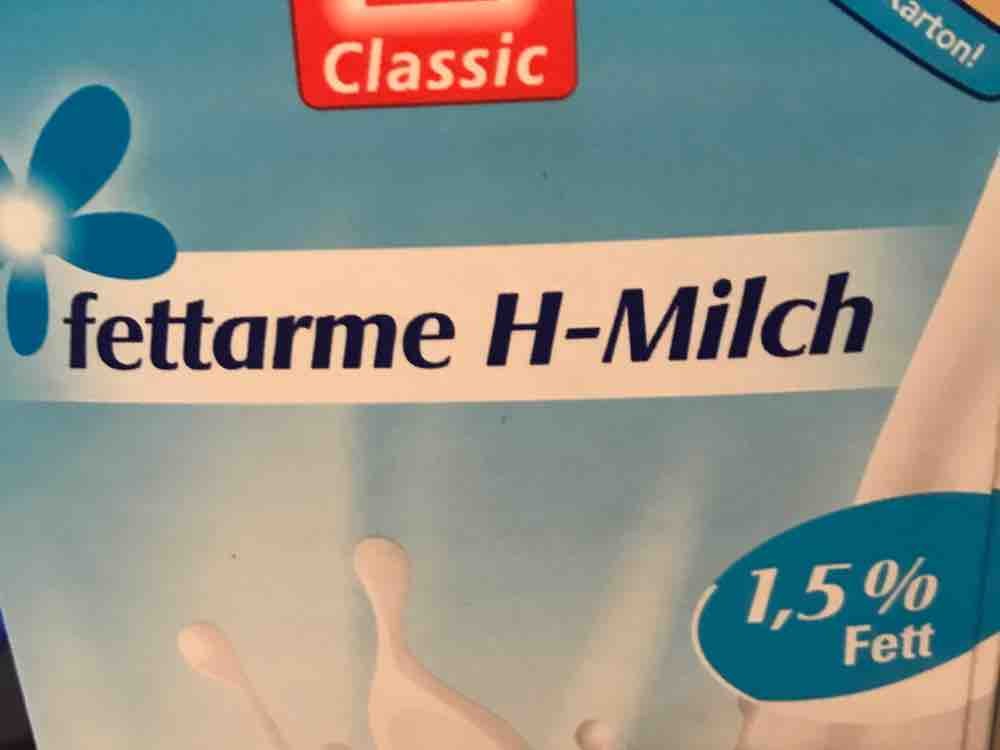 Classic
Karton!
fettarme H-Milch
1,5 %
Fett